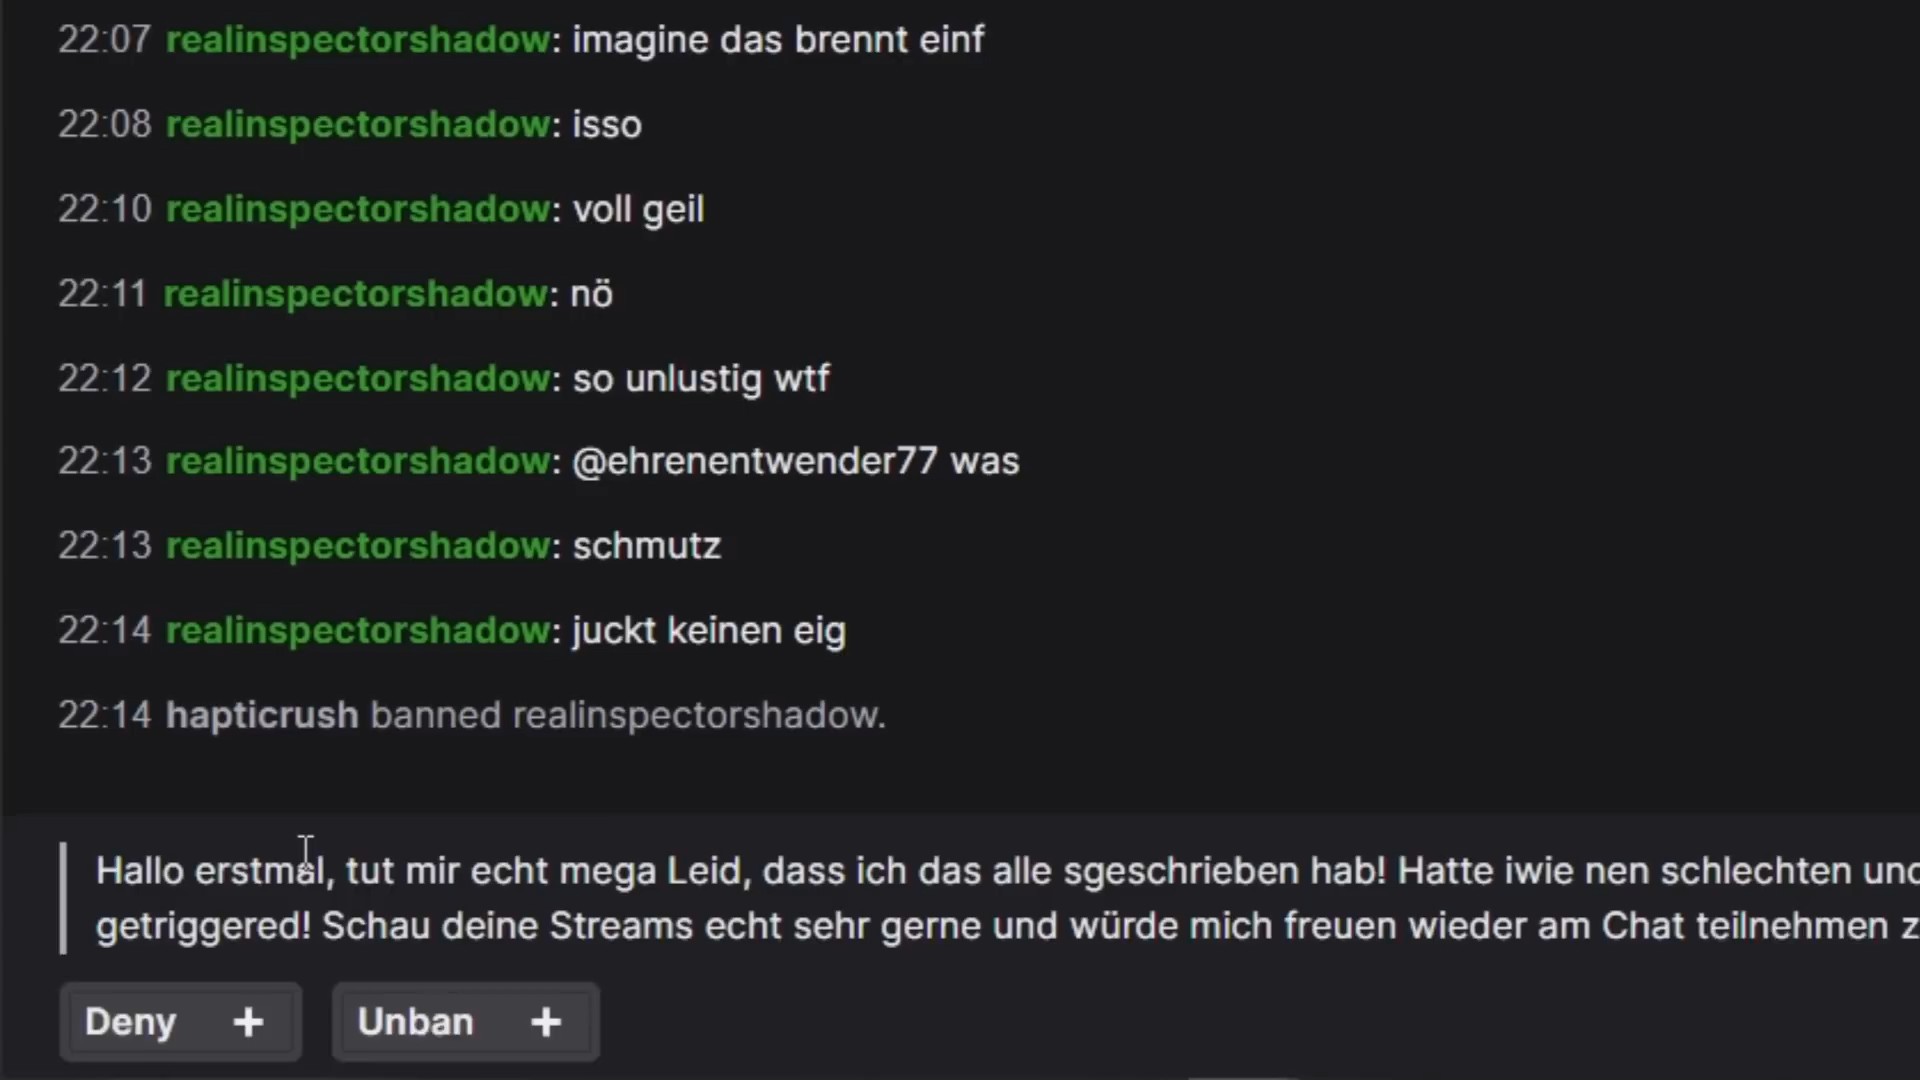 22:07 realinspectorshadow: imagine das brennt einf
22:08 realinspectorshadow: isso
22:10 realinspectorshadow: voll geil
22:11 realinspectorshadow: nö
22:12 realinspectorshadow: so unlustig wtf
22:13 realinspectorshadow: @ehrenentwender77 was
22:13 realinspectorshadow: schmutz
22:14 realinspectorshadow: juckt keinen eig
22:14 hapticrush banned realinspectorshadow.
Hallo erstmal, tut mir echt mega Leid, dass ich das alle sgeschrieben hab! Hatte iwie nen schlechten
getriggered! Schau deine Streams echt sehr gerne und würde mich freuen wieder am Chat teilnehmen
Deny +
Unban +